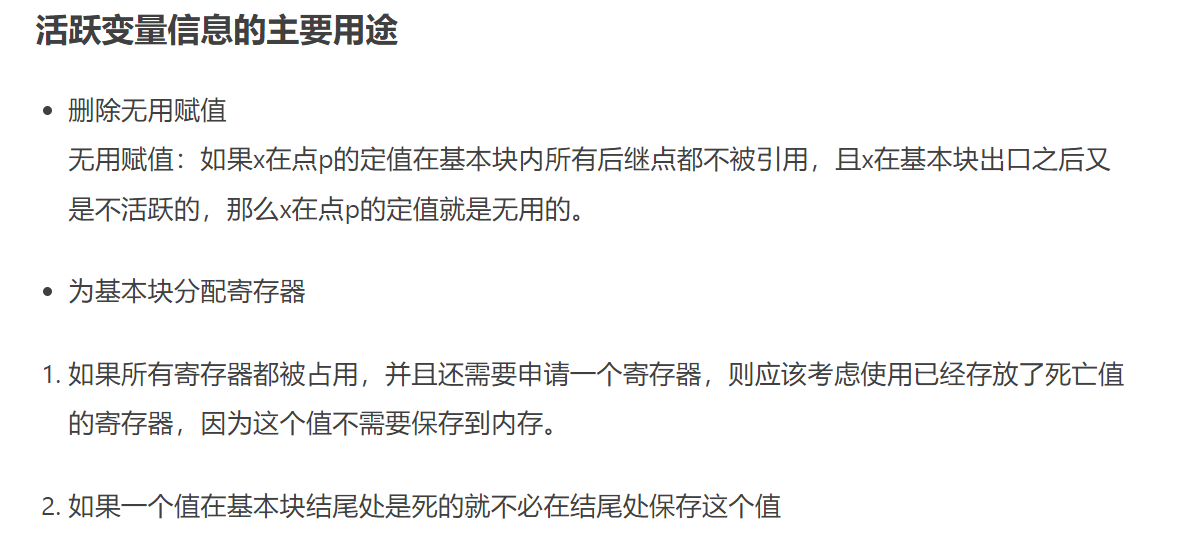 活跃变量信息的主要用途
• 删除无用赋值
无用赋值：如果x在点p的定值在基本块内所有后继点都不被引用，且x在基本块出口之后又
是不活跃的，那么x在点p的定值就是无用的。
• 为基本块分配寄存器
1. 如果所有寄存器都被占用，并且还需要申请一个寄存器，则应该考虑使用已经存放了死亡值
的寄存器，因为这个值不需要保存到内存。
2. 如果一个值在基本块结尾处是死的就不必在结尾处保存这个值